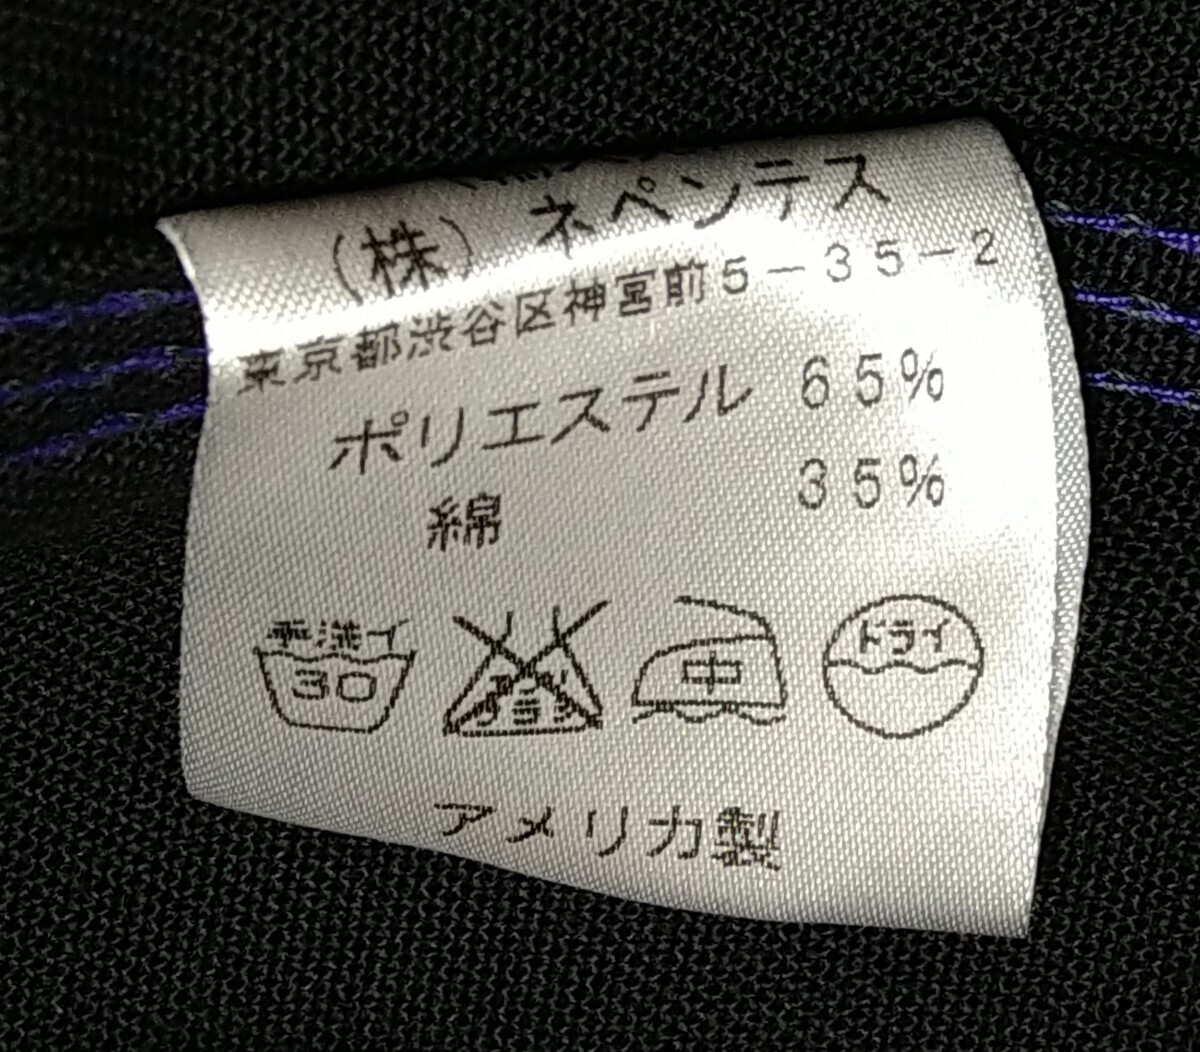 （株）ネペンテス
東京都渋谷区神宮前5-35-2
ポリエステル 65%
綿 35%
手洗イ 30 中 ドライ
アメリカ製